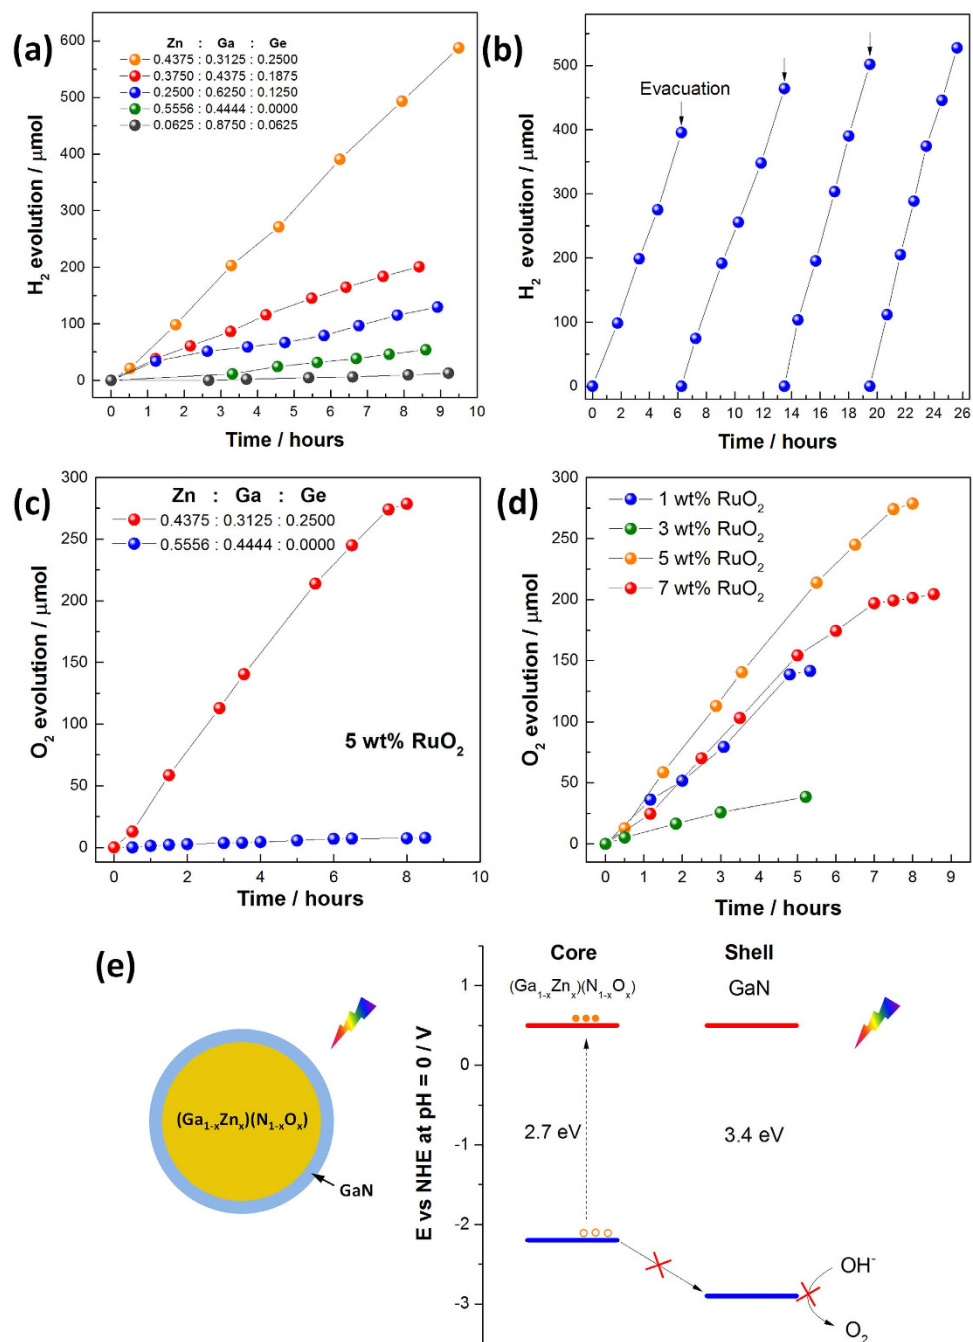 (a)
Zn : Ga : Ge
0.4375 : 0.3125 : 0.2500
0.3750 : 0.4375 : 0.1875
0.2500 : 0.6250 : 0.1250
0.5556 : 0.4444 : 0.0000
0.0625 : 0.8750 : 0.0625
H₂ evolution / μmol
600
500
400
300
200
100
0
0 1 2 3 4 5 6 7 8 9 10
Time / hours
(b)
Evacuation
H₂ evolution / μmol
500
400
300
200
100
0
0 2 4 6 8 10 12 14 16 18 20 22 24 26
Time / hours
(c)
Zn : Ga : Ge
0.4375 : 0.3125 : 0.2500
0.5556 : 0.4444 : 0.0000
5 wt% RuO₂
O₂ evolution / μmol
300
250
200
150
100
50
0
0 2 4 6 8 10
Time / hours
(d)
1 wt% RuO₂
3 wt% RuO₂
5 wt% RuO₂
7 wt% RuO₂
O₂ evolution / μmol
300
250
200
150
100
50
0
0 1 2 3 4 5 6 7 8 9
Time / hours
(e)
(Ga₁₋ₓZnₓ)(N₁₋ₓOₓ)
GaN
E vs NHE at pH = 0 / V
1
0
-1
-2
-3
Core
(Ga₁₋ₓZnₓ)(N₁₋ₓOₓ)
2.7 eV
Shell
GaN
3.4 eV
OH⁻
O₂